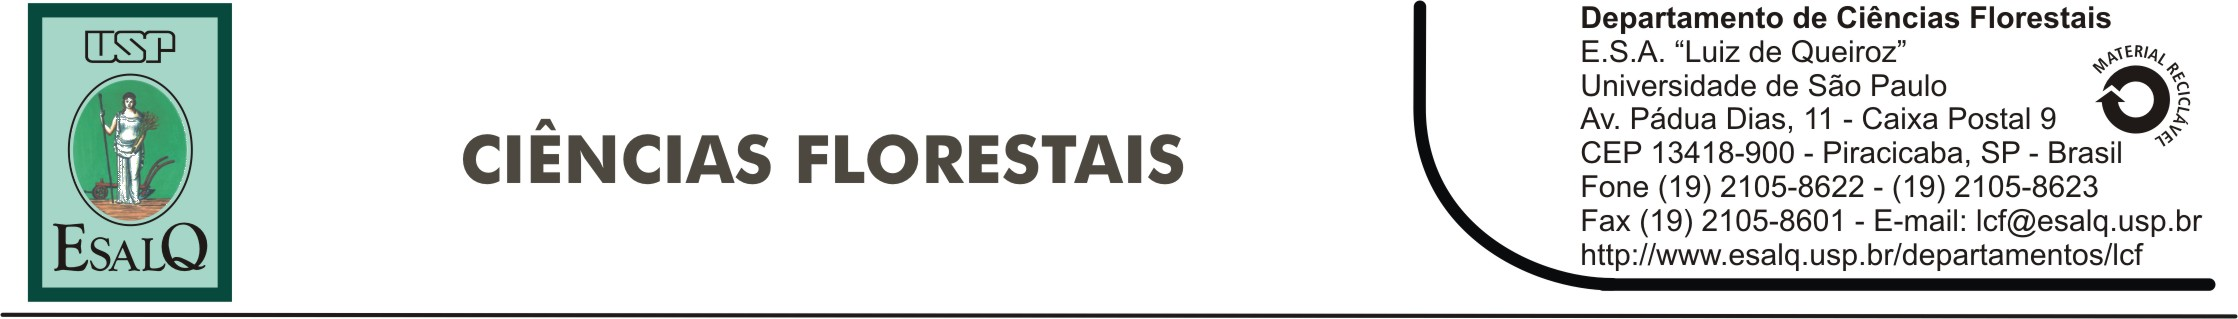 USP
ESALQ
CIÊNCIAS FLORESTAIS
Departamento de Ciências Florestais
E.S.A. “Luiz de Queiroz”
Universidade de São Paulo
Av. Pádua Dias, 11 - Caixa Postal 9
CEP 13418-900 - Piracicaba, SP - Brasil
Fone (19) 2105-8622 - (19) 2105-8623
Fax (19) 2105-8601 - E-mail: lcf@esalq.usp.br
http://www.esalq.usp.br/departamentos/lcf
MATERIAL RECICLÁVEL